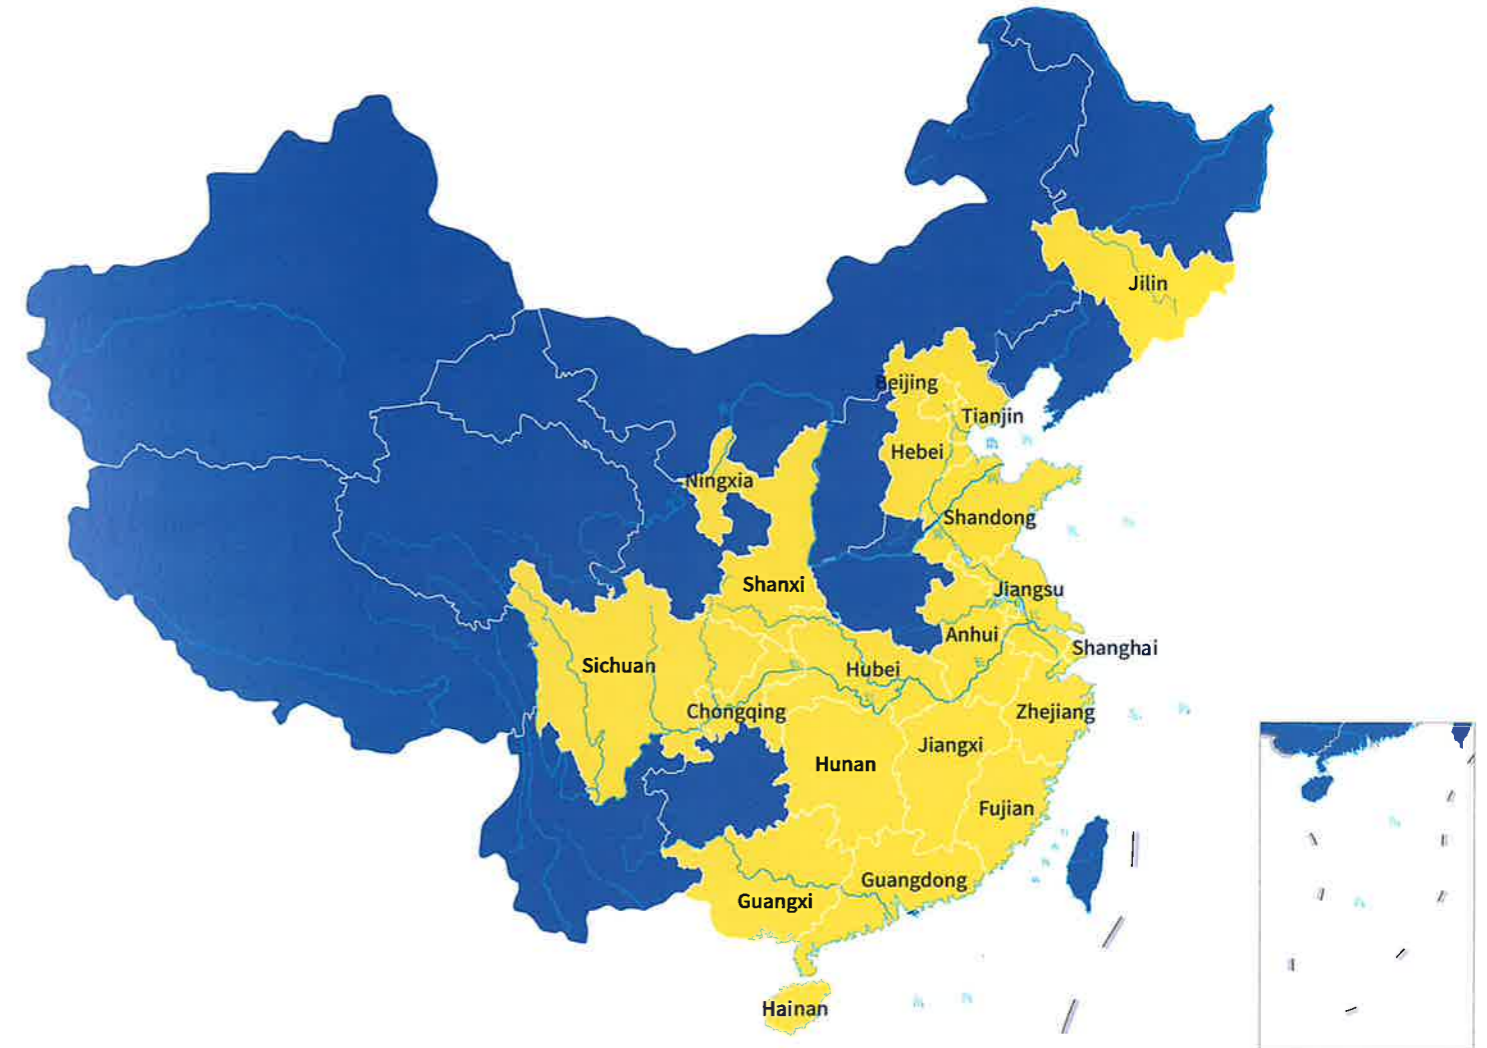 Jilin
Beijing
Tianjin
Hebei
Ningxia
Shandong
Shanxi
Jiangsu
Anhui
Shanghai
Sichuan
Hubei
Chongqing
Zhejiang
Jiangxi
Hunan
Fujian
Guangdong
Guangxi
Hainan